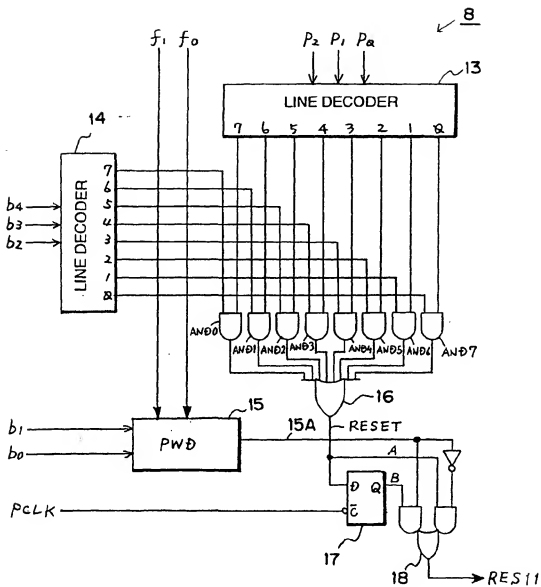 8
f1 f0
P2 P1 P0
13
LINE DECODER
7 6 5 4 3 2 1 0
14
LINE DECODER
7
6
5
4
3
2
1
0
b4
b3
b2
AND0 AND1 AND2 AND3 AND4 AND5 AND6 AND7
16
15
15A
RESET
b1
b0
PWD
A
D Q B
C̅
PCLK
17
18
RES11